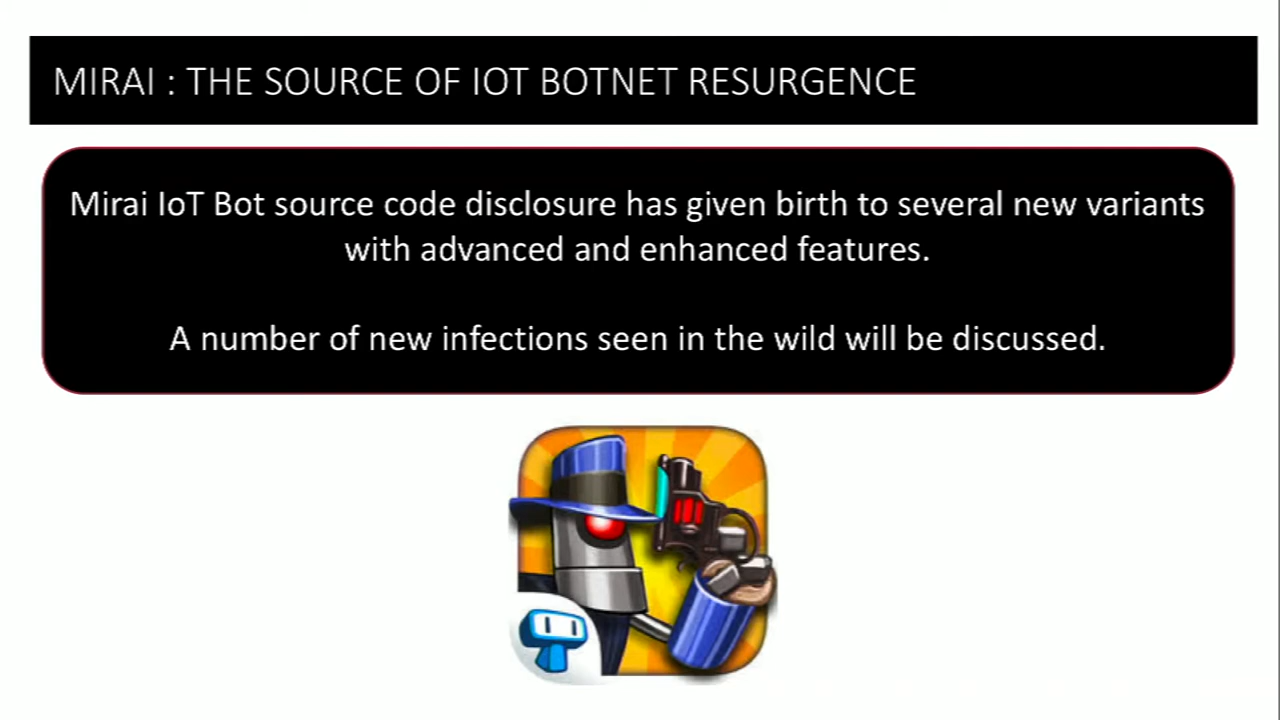 MIRAI : THE SOURCE OF IOT BOTNET RESURGENCE
Mirai IoT Bot source code disclosure has given birth to several new variants
with advanced and enhanced features.
A number of new infections seen in the wild will be discussed.